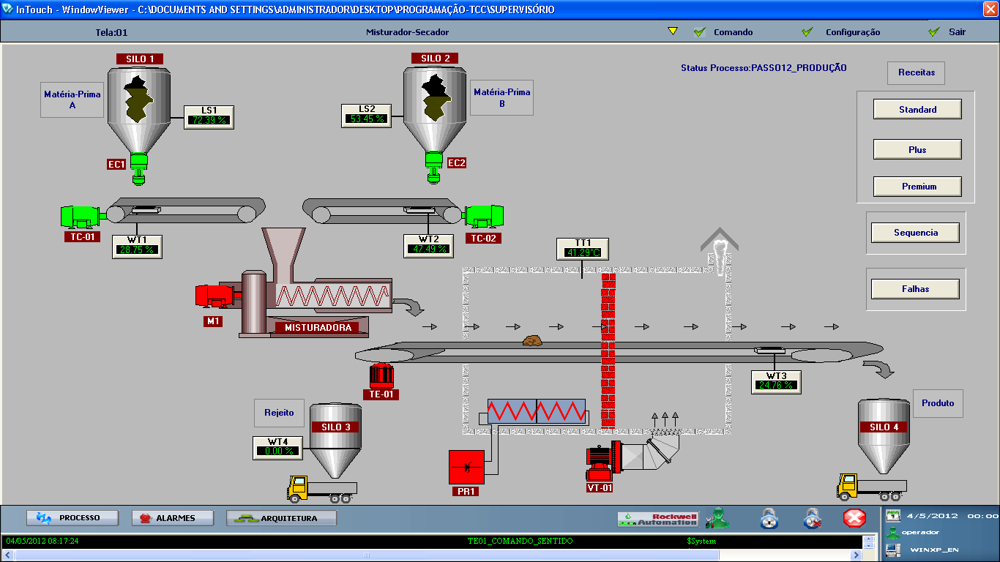 InTouch - WindowViewer - C:\DOCUMENTS AND SETTINGS\ADMINISTRADOR\DESKTOP\PROGRAMAÇÃO-TCC\SUPERVISÓRIO
Tela:01
Misturador-Secador
Comando
Configuração
Sair
SILO 1
SILO 2
Status Processo:PASSO12_PRODUÇÃO
Receitas
Matéria-Prima
A
Matéria-Prima
B
LS1
72.39 %
LS2
53.45 %
Standard
Plus
Premium
EC1
EC2
TC-01
WT1
28.75 %
WT2
47.49 %
TC-02
Sequencia
TT1
41.29°C
Falhas
M1
MISTURADORA
TE-01
WT3
24.76 %
Rejeito
SILO 3
WT4
0.00 %
Produto
SILO 4
PR1
VT-01
PROCESSO
ALARMES
ARQUITETURA
Rockwell
Automation
4/5/2012 00:00
operador
WINXP_EN
04/05/2012 08:17:24
TE01_COMANDO_SENTIDO
$System